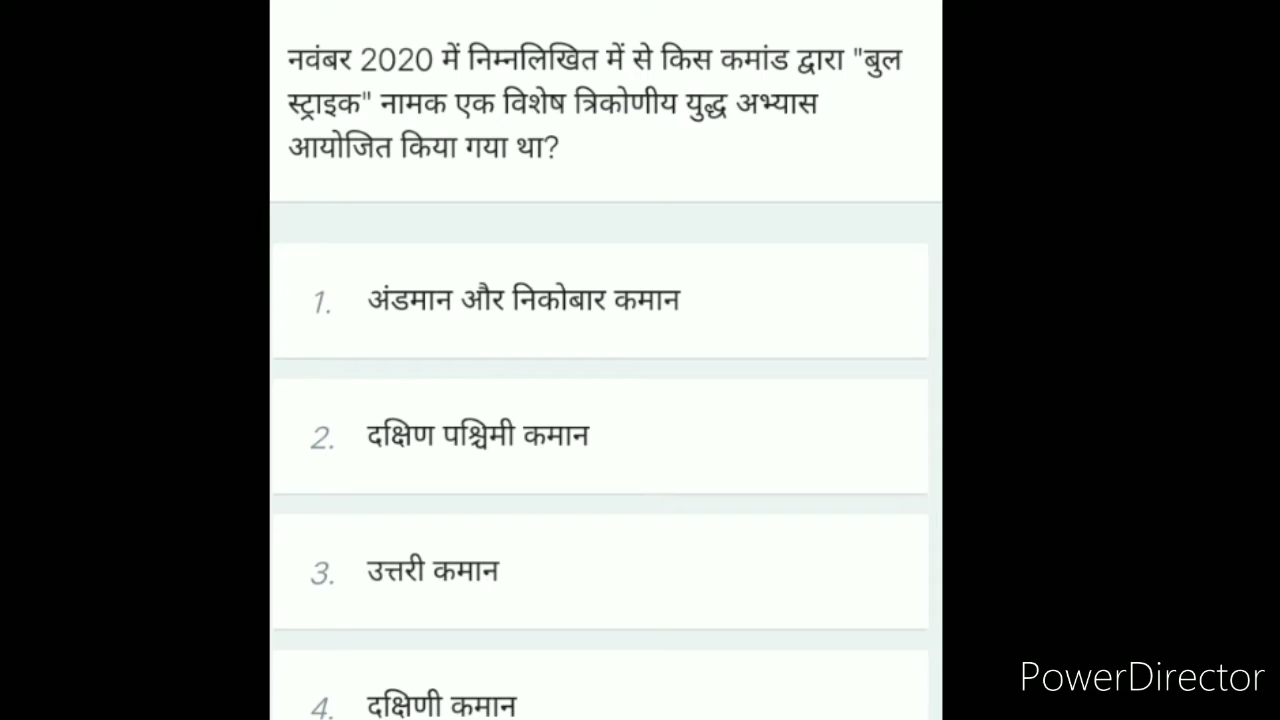 नवंबर 2020 में निम्नलिखित में से किस कमांड द्वारा "बुल
स्ट्राइक" नामक एक विशेष त्रिकोणीय युद्ध अभ्यास
आयोजित किया गया था?
1. अंडमान और निकोबार कमान
2. दक्षिण पश्चिमी कमान
3. उत्तरी कमान
4. दक्षिणी कमान
PowerDirector